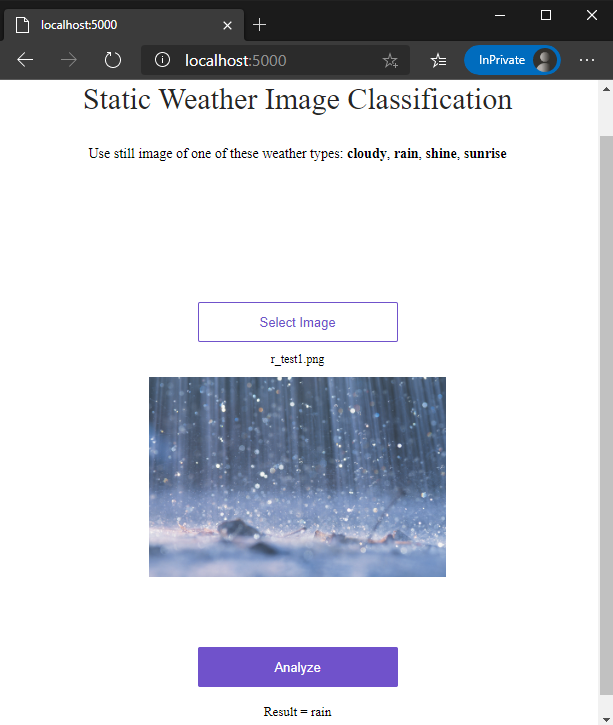 localhost:5000
localhost:5000
InPrivate
Static Weather Image Classification
Use still image of one of these weather types: cloudy, rain, shine, sunrise
Select Image
r_test1.png
Analyze
Result = rain